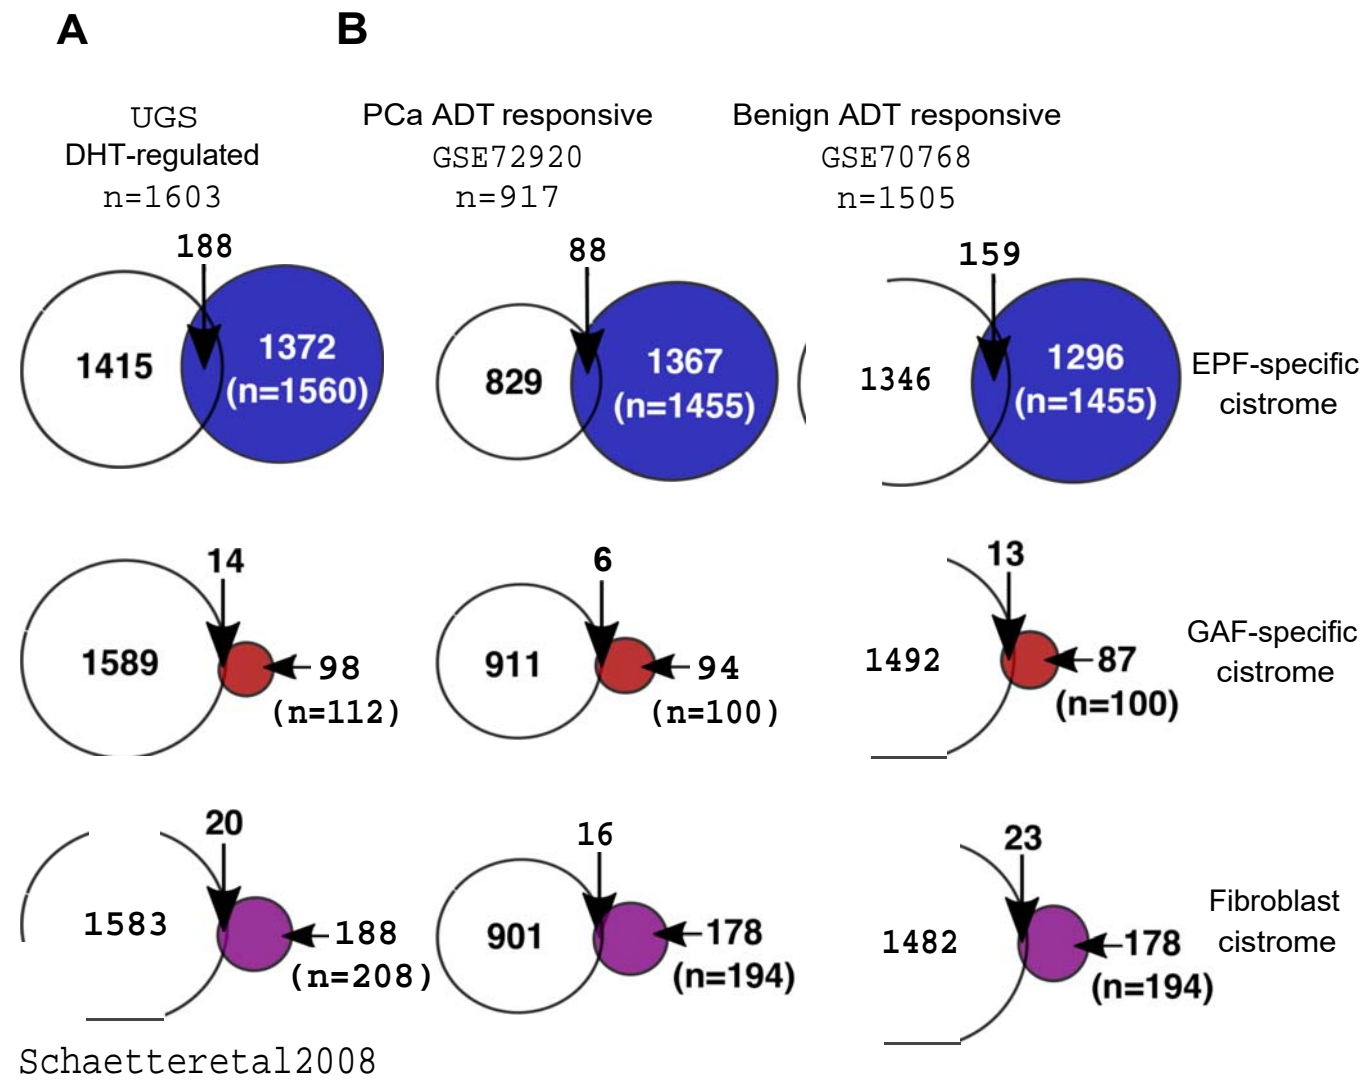 A
B
UGS
DHT-regulated
n=1603
PCa ADT responsive
GSE72920
n=917
Benign ADT responsive
GSE70768
n=1505
188
1415
1372
(n=1560)
88
829
1367
(n=1455)
159
1346
1296
(n=1455)
EPF-specific
cistrome
14
1589
98
(n=112)
6
911
94
(n=100)
13
1492
87
(n=100)
GAF-specific
cistrome
20
1583
188
(n=208)
16
901
178
(n=194)
23
1482
178
(n=194)
Fibroblast
cistrome
Schaetteretal2008